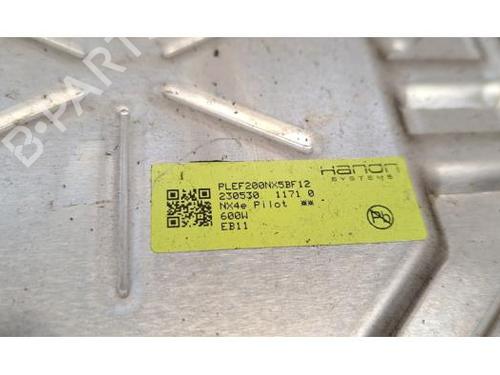 B-PARTS
Hanon
SYSTEMS
PLEF200NX5BF12
230530 1171 0
NX4e Pilot **
600W
EB11
Pb